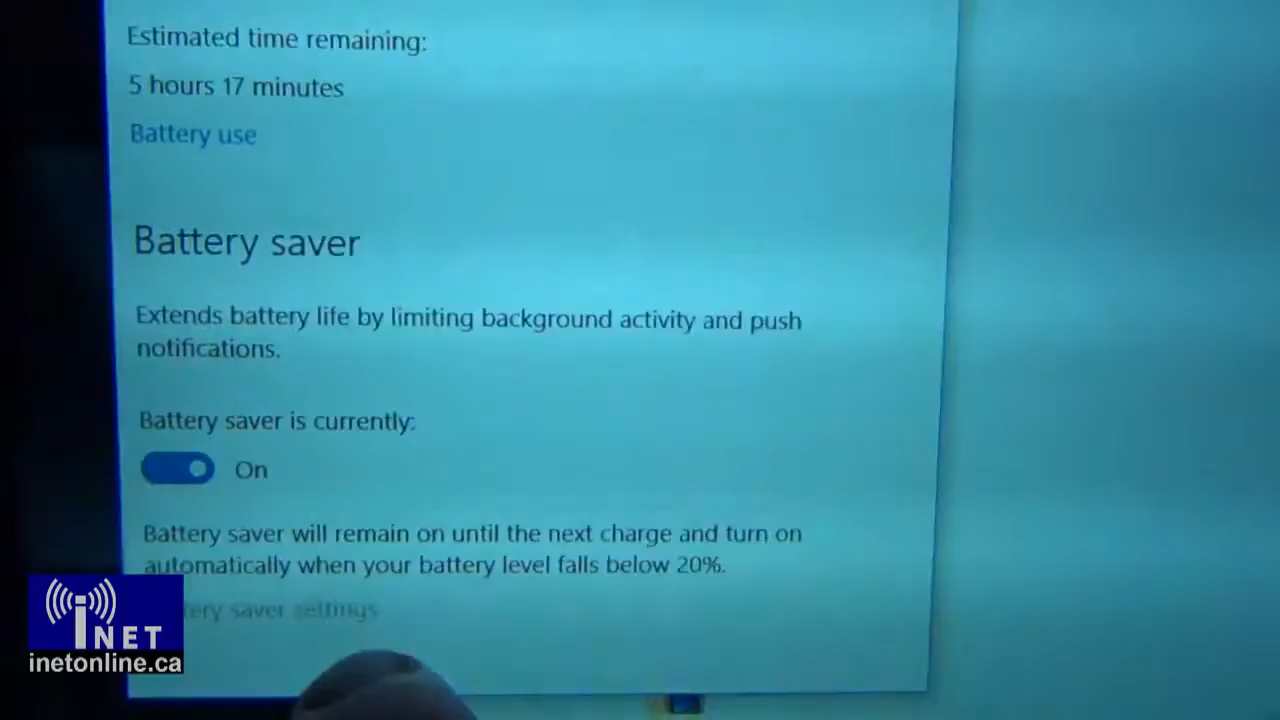 Estimated time remaining:
5 hours 17 minutes
Battery use
Battery saver
Extends battery life by limiting background activity and push
notifications.
Battery saver is currently:
On
Battery saver will remain on until the next charge and turn on
automatically when your battery level falls below 20%.
saver settings
iNET
inetonline.ca